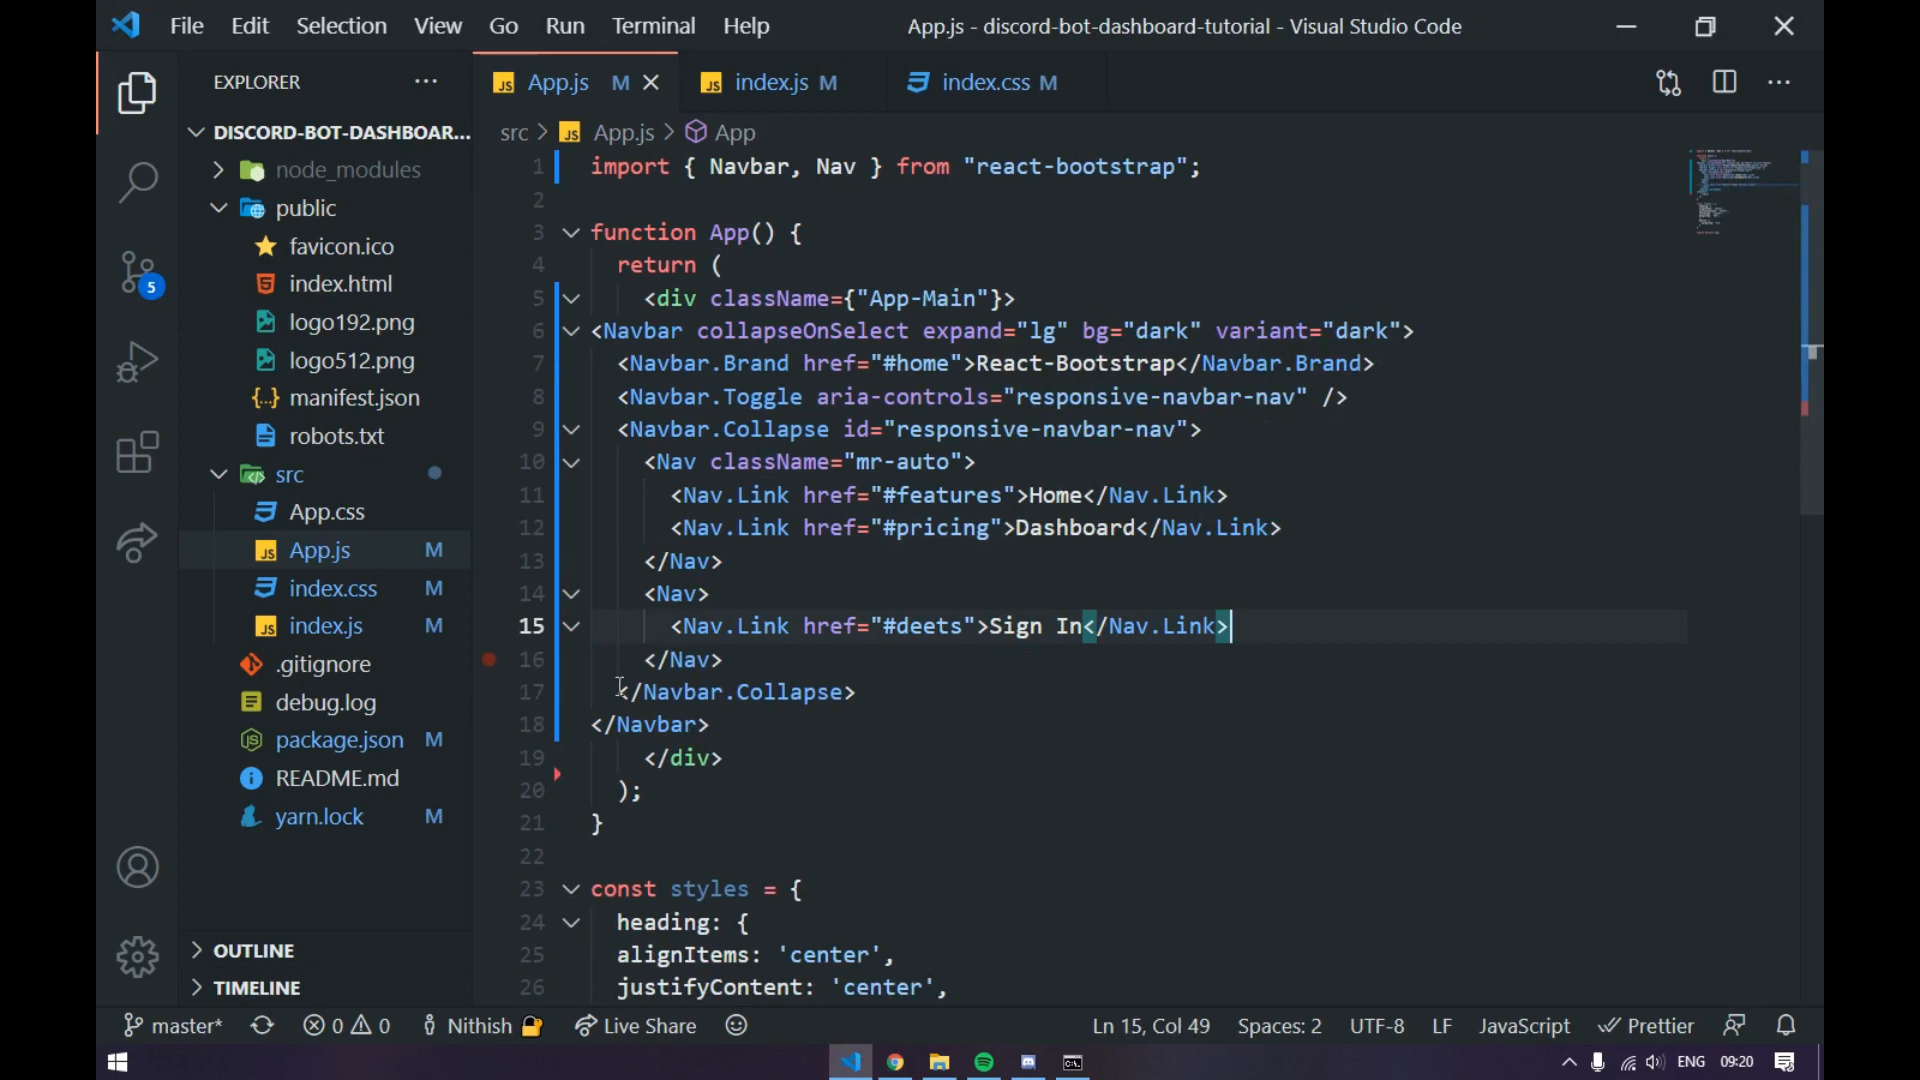 File Edit Selection View Go Run Terminal Help App.js - discord-bot-dashboard-tutorial - Visual Studio Code
EXPLORER ···
JS App.js M
JS index.js M
index.css M
DISCORD-BOT-DASHBOAR...
node_modules
public
favicon.ico
index.html
logo192.png
logo512.png
{..} manifest.json
robots.txt
src
App.css
JS App.js M
index.css M
JS index.js M
.gitignore
debug.log
package.json M
README.md
yarn.lock M
OUTLINE
TIMELINE
5
src > JS App.js > App
1 import { Navbar, Nav } from "react-bootstrap";
2
3 function App() {
4 return (
5 <div className={"App-Main"}>
6 <Navbar collapseOnSelect expand="lg" bg="dark" variant="dark">
7 <Navbar.Brand href="#home">React-Bootstrap</Navbar.Brand>
8 <Navbar.Toggle aria-controls="responsive-navbar-nav" />
9 <Navbar.Collapse id="responsive-navbar-nav">
10 <Nav className="mr-auto">
11 <Nav.Link href="#features">Home</Nav.Link>
12 <Nav.Link href="#pricing">Dashboard</Nav.Link>
13 </Nav>
14 <Nav>
15 <Nav.Link href="#deets">Sign In</Nav.Link>
16 </Nav>
17 </Navbar.Collapse>
18 </Navbar>
19 </div>
20 );
21 }
22
23 const styles = {
24 heading: {
25 alignItems: 'center',
26 justifyContent: 'center',
master* 0 0 Nithish Live Share Ln 15, Col 49 Spaces: 2 UTF-8 LF JavaScript Prettier
ENG 09:20